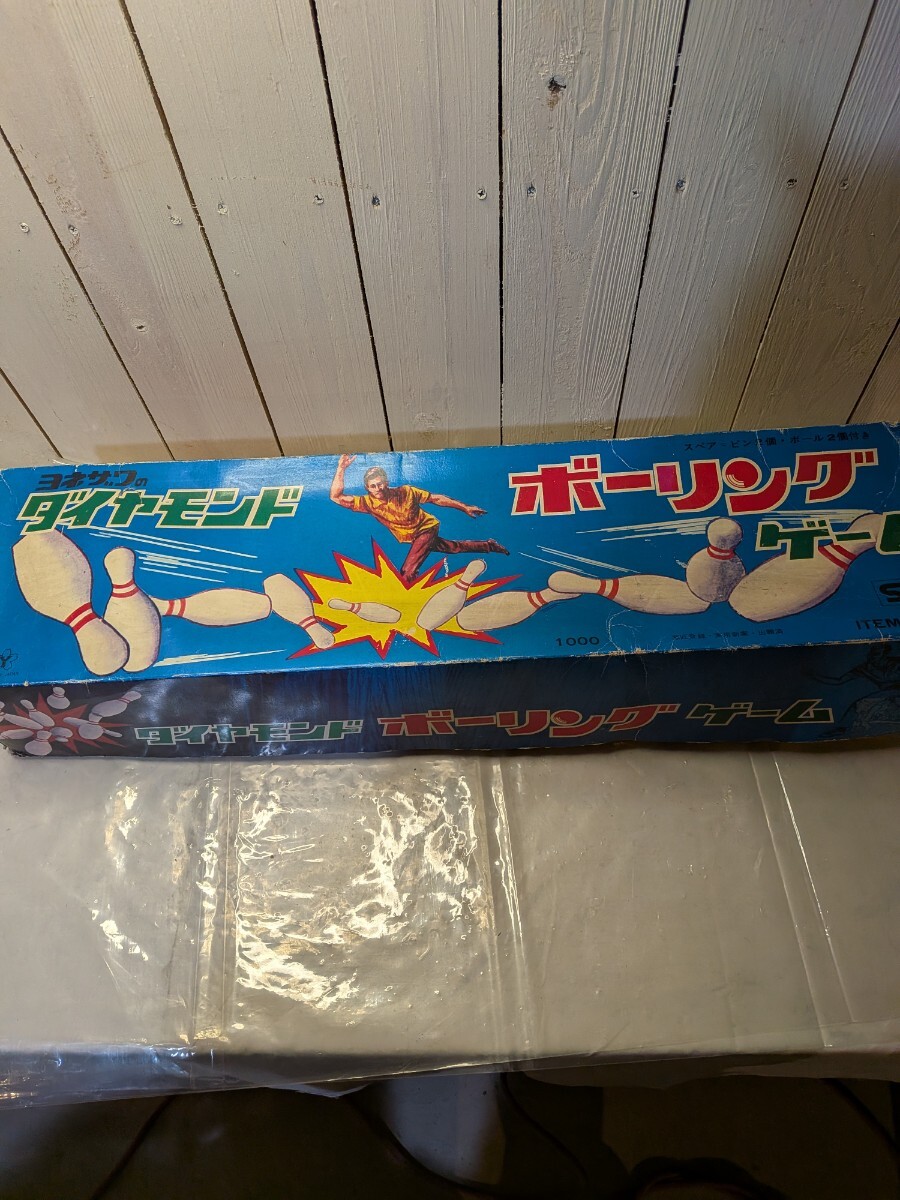 スペア・ピン2個・ボール2個付き
ヨネザワの
ダイヤモンド
ボーリング
ゲーム
S
ITEM
1000
Y
ダイヤモンド ボーリング ゲーム